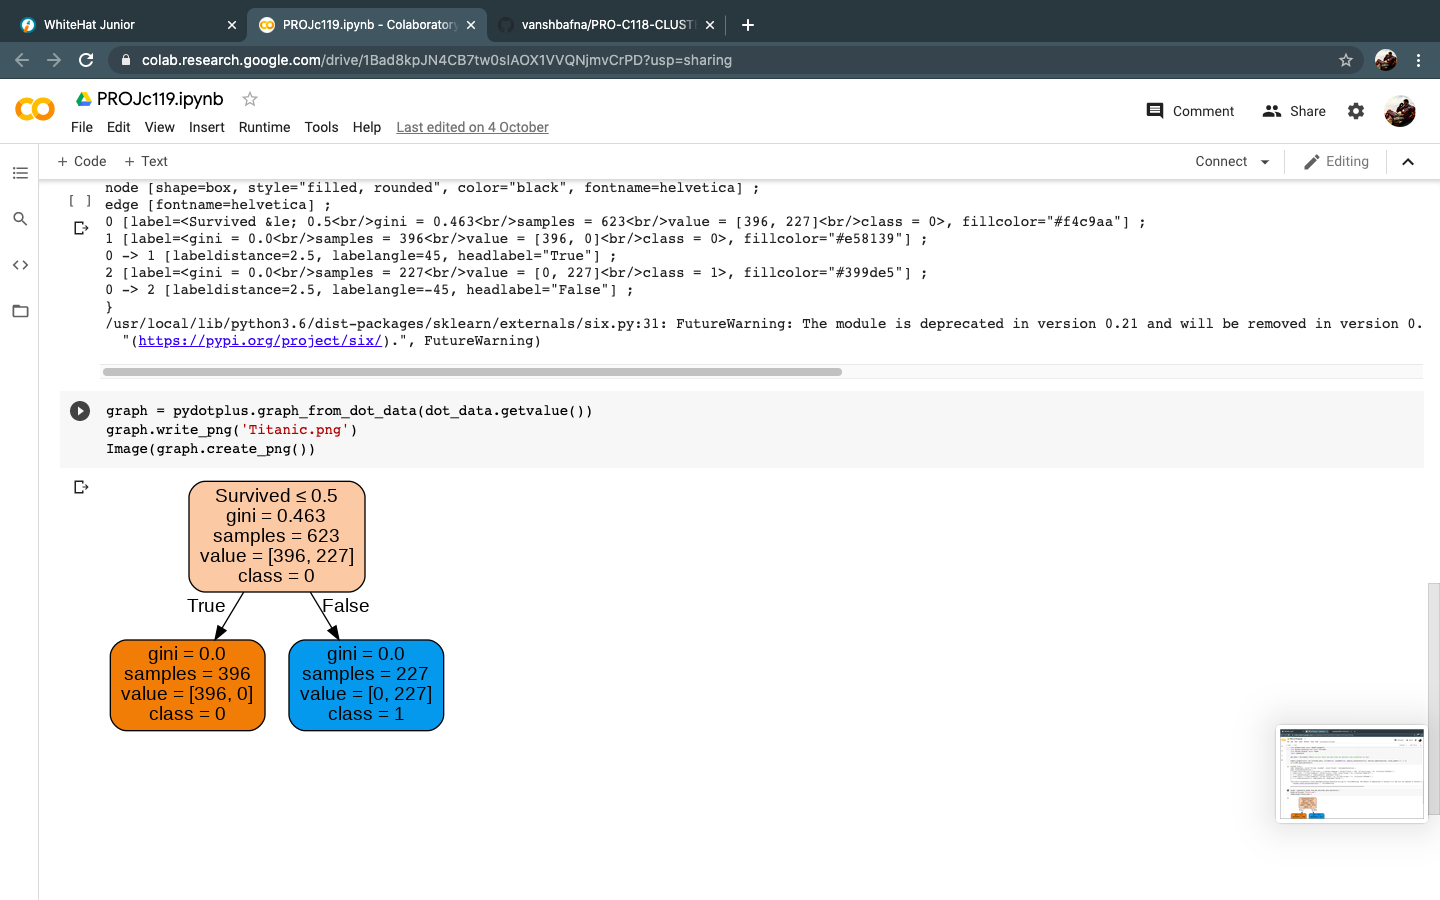 WhiteHat Junior
PROJc119.ipynb - Colaboratory
vanshbafna/PRO-C118-CLUST
colab.research.google.com/drive/1Bad8kpJN4CB7tw0sIAOX1VVQNjmvCrPD?usp=sharing
PROJc119.ipynb
File Edit View Insert Runtime Tools Help Last edited on 4 October
Comment Share
+ Code + Text
Connect Editing
node [shape=box, style="filled, rounded", color="black", fontname=helvetica] ;
[ ] edge [fontname=helvetica] ;
0 [label=<Survived &le; 0.5<br/>gini = 0.463<br/>samples = 623<br/>value = [396, 227]<br/>class = 0>, fillcolor="#f4c9aa"] ;
1 [label=<gini = 0.0<br/>samples = 396<br/>value = [396, 0]<br/>class = 0>, fillcolor="#e58139"] ;
0 -> 1 [labeldistance=2.5, labelangle=45, headlabel="True"] ;
2 [label=<gini = 0.0<br/>samples = 227<br/>value = [0, 227]<br/>class = 1>, fillcolor="#399de5"] ;
0 -> 2 [labeldistance=2.5, labelangle=-45, headlabel="False"] ;
}
/usr/local/lib/python3.6/dist-packages/sklearn/externals/six.py:31: FutureWarning: The module is deprecated in version 0.21 and will be removed in version 0.
"(https://pypi.org/project/six/).", FutureWarning)
graph = pydotplus.graph_from_dot_data(dot_data.getvalue())
graph.write_png('Titanic.png')
Image(graph.create_png())
Survived ≤ 0.5
gini = 0.463
samples = 623
value = [396, 227]
class = 0
True
False
gini = 0.0
samples = 396
value = [396, 0]
class = 0
gini = 0.0
samples = 227
value = [0, 227]
class = 1